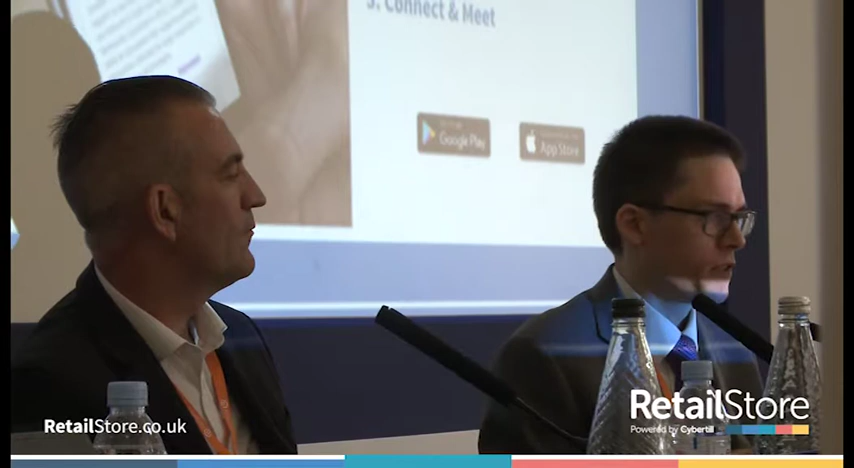 3. Connect & Meet
Google Play
App Store
RetailStore
Powered by Cybertill
RetailStore.co.uk